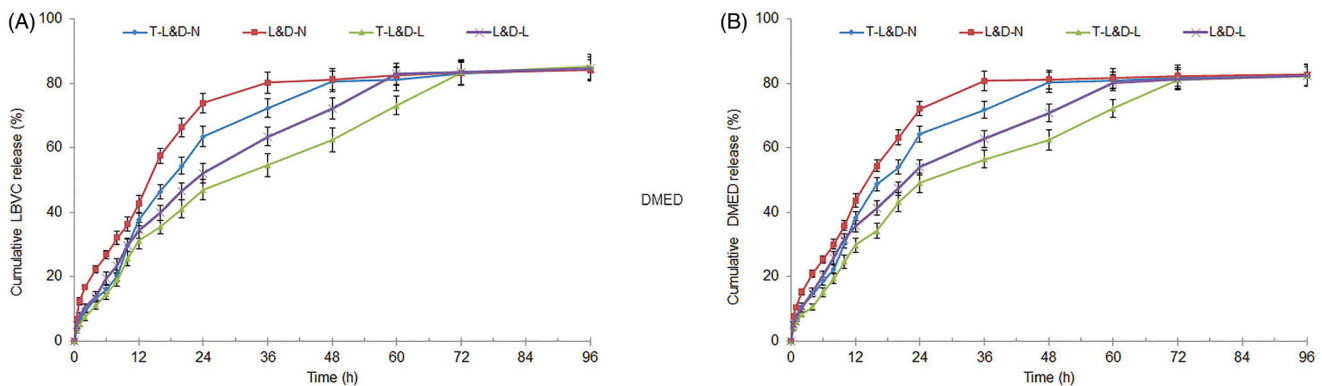 (A)
T-L&D-N L&D-N T-L&D-L L&D-L
Cumulative LBVC release (%)
100
80
60
40
20
0
0 12 24 36 48 60 72 84 96
Time (h)
DMED
(B)
T-L&D-N L&D-N T-L&D-L L&D-L
Cumulative DMED release (%)
100
80
60
40
20
0
0 12 24 36 48 60 72 84 96
Time (h)